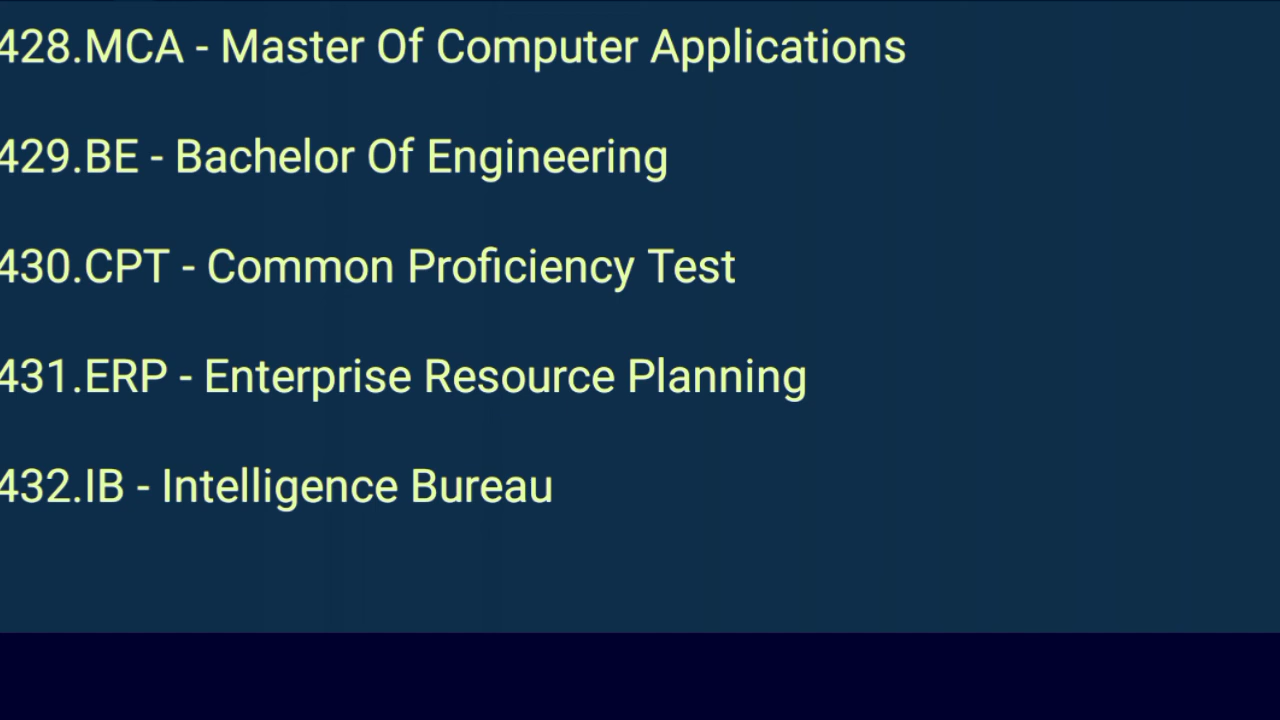 428.MCA - Master Of Computer Applications
429.BE - Bachelor Of Engineering
430.CPT - Common Proficiency Test
431.ERP - Enterprise Resource Planning
432.IB - Intelligence Bureau